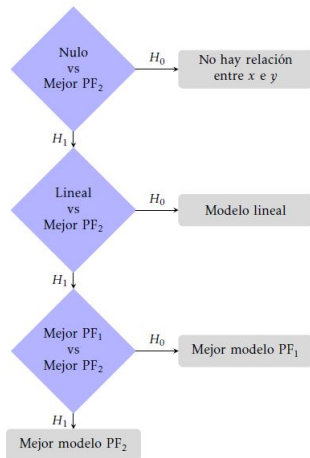 Nulo
vs
Mejor PF₂
H₀
No hay relación
entre x e y
H₁
Lineal
vs
Mejor PF₂
H₀
Modelo lineal
H₁
Mejor PF₁
vs
Mejor PF₂
H₀
Mejor modelo PF₁
H₁
Mejor modelo PF₂